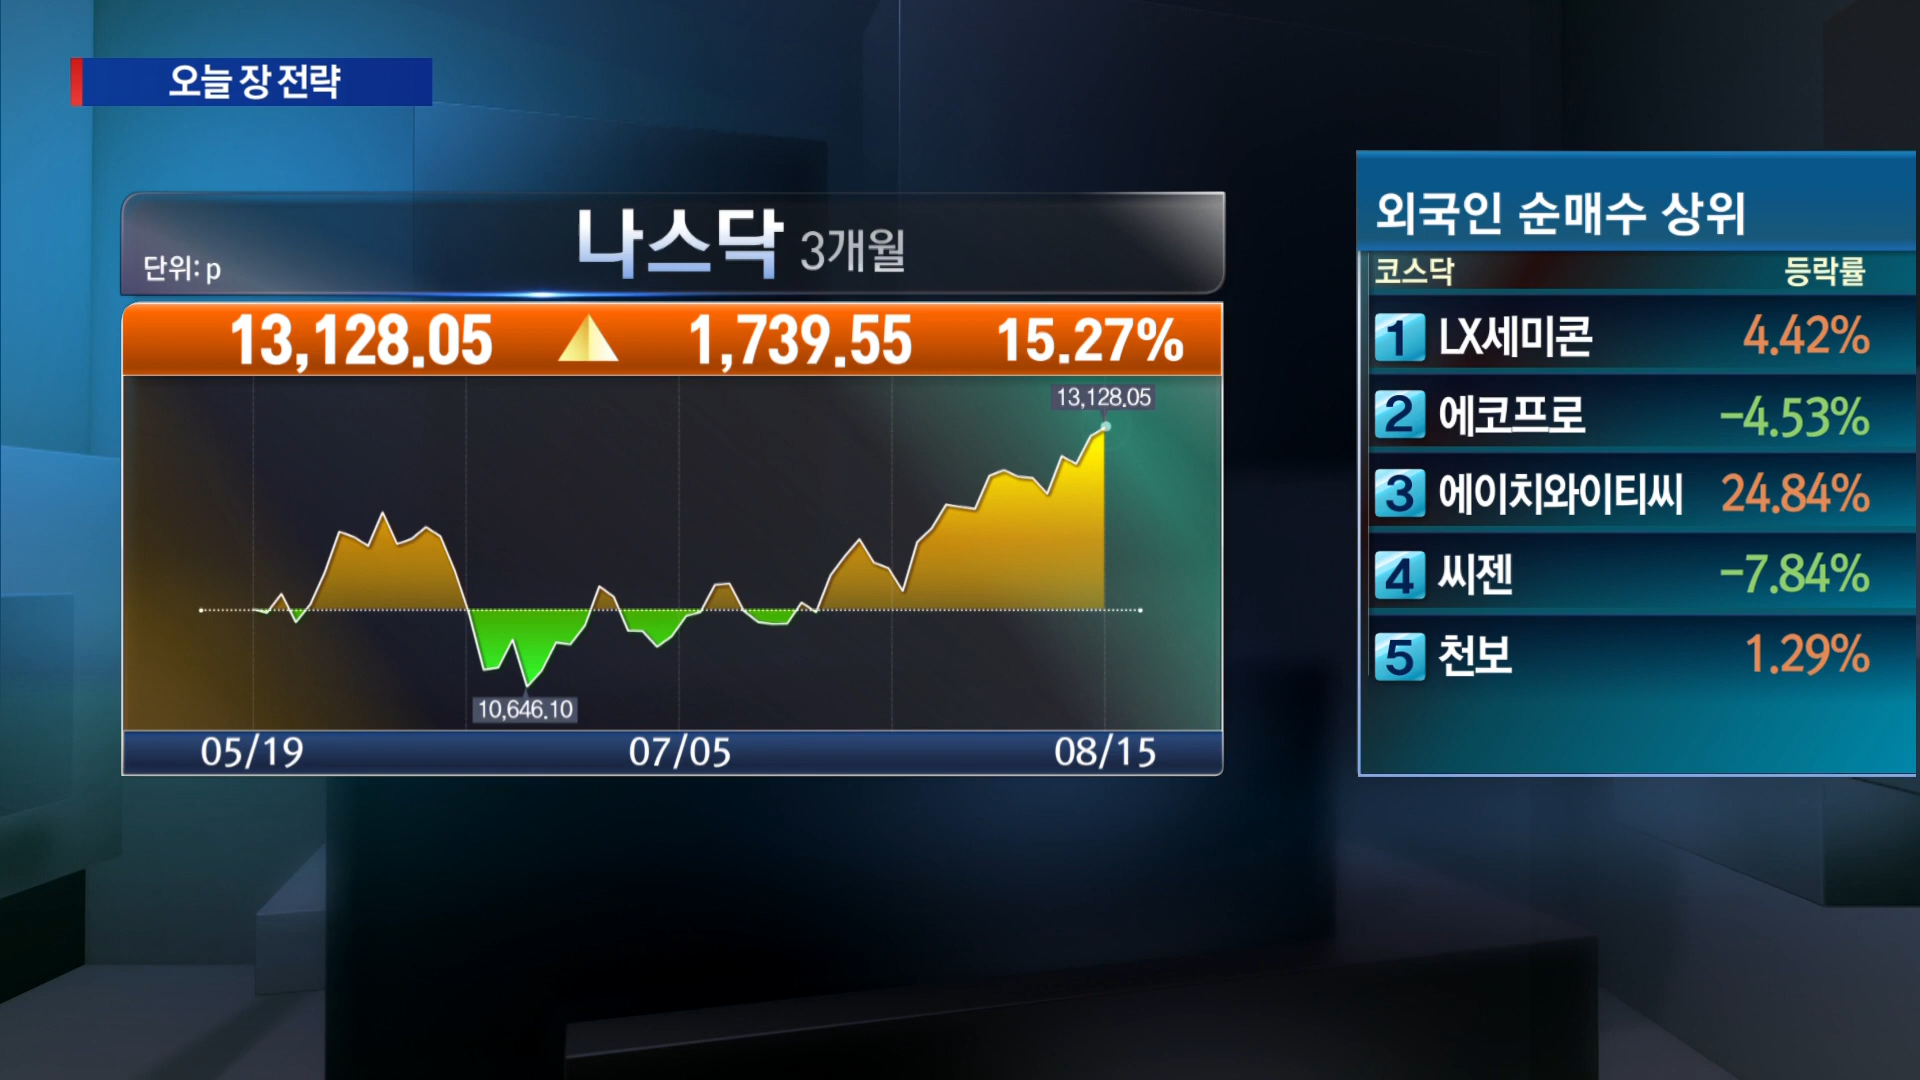 오늘 장 전략
나스닥 3개월
단위: p
13,128.05 1,739.55 15.27%
13,128.05
10,646.10
05/19 07/05 08/15
외국인 순매수 상위
코스닥 등락률
1 LX세미콘 4.42%
2 에코프로 -4.53%
3 에이치와이티씨 24.84%
4 씨젠 -7.84%
5 천보 1.29%